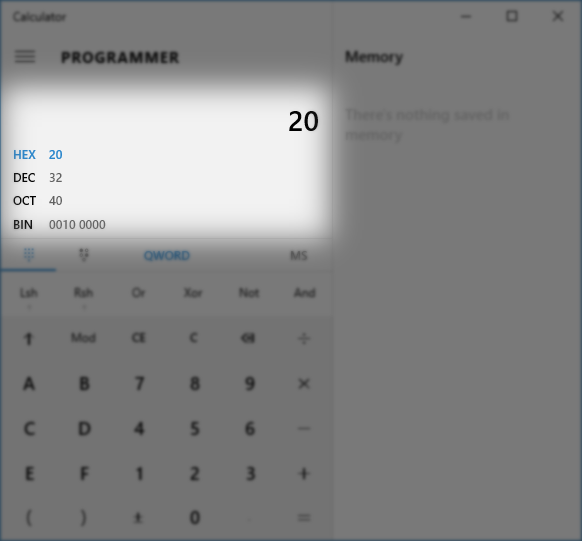 Calculator
PROGRAMMER
Memory
20
There's nothing saved in
memory
HEX 20
DEC 32
OCT 40
BIN 0010 0000
QWORD MS
Lsh Rsh Or Xor Not And
↑ Mod CE C ÷
A B 7 8 9 ×
C D 4 5 6 −
E F 1 2 3 +
( ) ± 0 . =